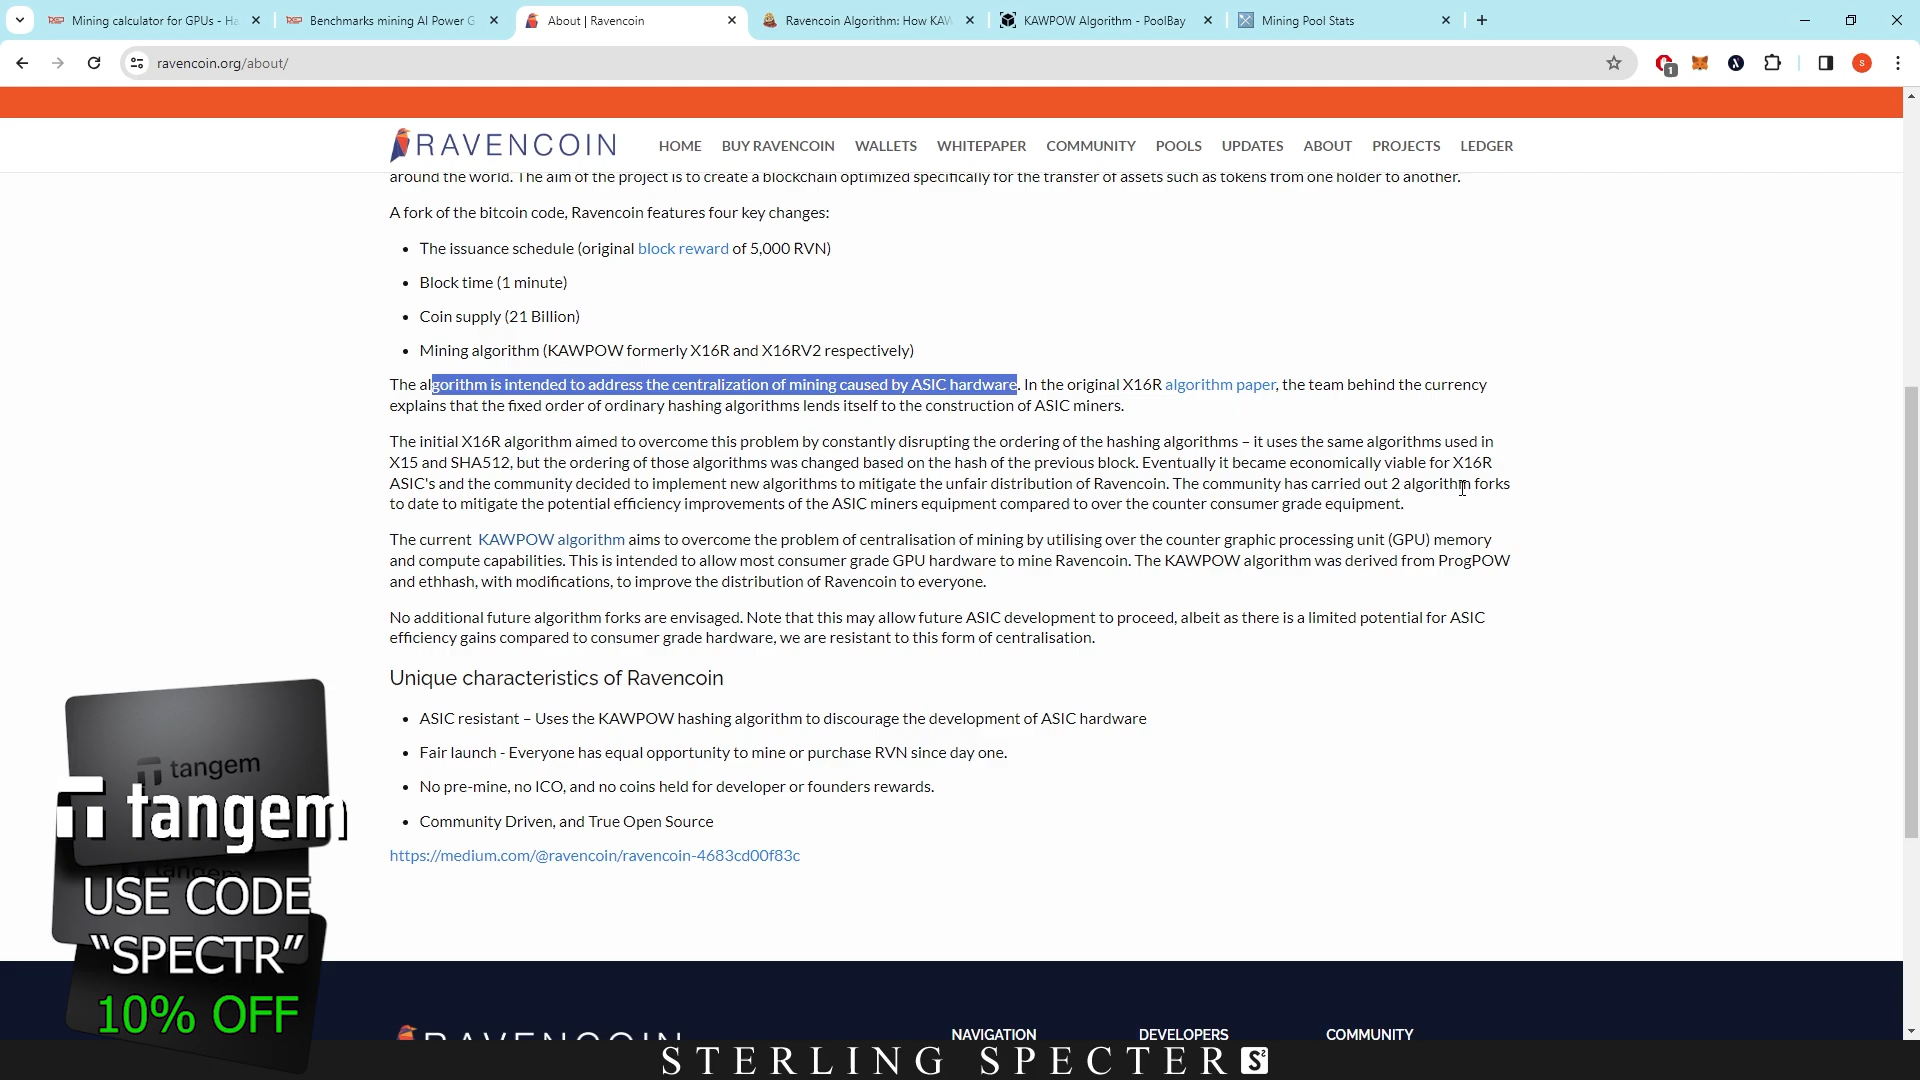 Mining calculator for GPUs - Ha
Benchmarks mining AI Power G
About | Ravencoin
Ravencoin Algorithm: How KAW
KAWPOW Algorithm - PoolBay
Mining Pool Stats
ravencoin.org/about/
1
S
RAVENCOIN
HOME
BUY RAVENCOIN
WALLETS
WHITEPAPER
COMMUNITY
POOLS
UPDATES
ABOUT
PROJECTS
LEDGER
around the world. The aim of the project is to create a blockchain optimized specifically for the transfer of assets such as tokens from one holder to another.
A fork of the bitcoin code, Ravencoin features four key changes:
• The issuance schedule (original block reward of 5,000 RVN)
• Block time (1 minute)
• Coin supply (21 Billion)
• Mining algorithm (KAWPOW formerly X16R and X16RV2 respectively)
The algorithm is intended to address the centralization of mining caused by ASIC hardware. In the original X16R algorithm paper, the team behind the currency
explains that the fixed order of ordinary hashing algorithms lends itself to the construction of ASIC miners.
The initial X16R algorithm aimed to overcome this problem by constantly disrupting the ordering of the hashing algorithms – it uses the same algorithms used in
X15 and SHA512, but the ordering of those algorithms was changed based on the hash of the previous block. Eventually it became economically viable for X16R
ASIC's and the community decided to implement new algorithms to mitigate the unfair distribution of Ravencoin. The community has carried out 2 algorithm forks
to date to mitigate the potential efficiency improvements of the ASIC miners equipment compared to over the counter consumer grade equipment.
The current KAWPOW algorithm aims to overcome the problem of centralisation of mining by utilising over the counter graphic processing unit (GPU) memory
and compute capabilities. This is intended to allow most consumer grade GPU hardware to mine Ravencoin. The KAWPOW algorithm was derived from ProgPOW
and ethhash, with modifications, to improve the distribution of Ravencoin to everyone.
No additional future algorithm forks are envisaged. Note that this may allow future ASIC development to proceed, albeit as there is a limited potential for ASIC
efficiency gains compared to consumer grade hardware, we are resistant to this form of centralisation.
Unique characteristics of Ravencoin
• ASIC resistant – Uses the KAWPOW hashing algorithm to discourage the development of ASIC hardware
• Fair launch - Everyone has equal opportunity to mine or purchase RVN since day one.
• No pre-mine, no ICO, and no coins held for developer or founders rewards.
• Community Driven, and True Open Source
https://medium.com/@ravencoin/ravencoin-4683cd00f83c
tangem
tangem
tangem
USE CODE
“SPECTR”
10% OFF
RAVENCOIN
NAVIGATION
DEVELOPERS
COMMUNITY
STERLING SPECTER S²